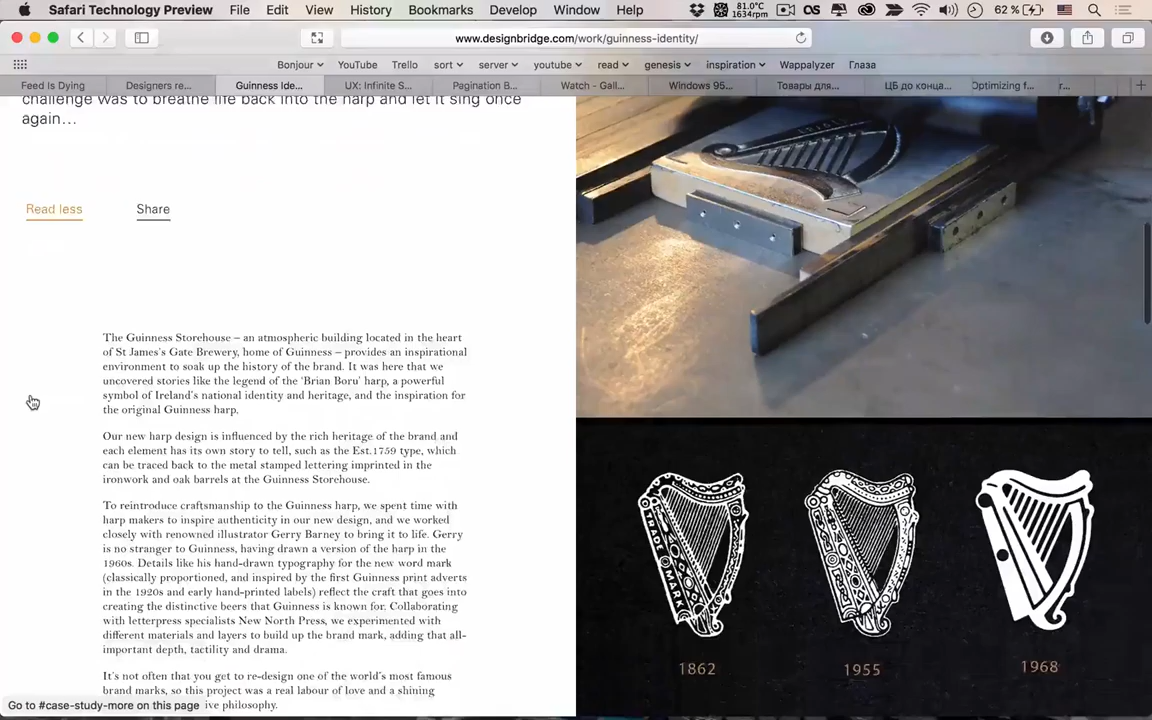 Safari Technology Preview File Edit View History Bookmarks Develop Window Help 81.0°C 1634rpm 62 %
www.designbridge.com/work/guinness-identity/
Bonjour YouTube Trello sort server youtube read genesis inspiration Wappalyzer Глаза
Feed Is Dying Designers re... Guinness Ide... UX: Infinite S... Pagination B... Watch - Gall... Windows 95... Товары для... ЦБ до конца... Optimizing f... r...
challenge was to breathe life back into the harp and let it sing once
again...
Read less Share
The Guinness Storehouse – an atmospheric building located in the heart
of St James's Gate Brewery, home of Guinness – provides an inspirational
environment to soak up the history of the brand. It was here that we
uncovered stories like the legend of the 'Brian Boru' harp, a powerful
symbol of Ireland's national identity and heritage, and the inspiration for
the original Guinness harp.
Our new harp design is influenced by the rich heritage of the brand and
each element has its own story to tell, such as the Est.1759 type, which
can be traced back to the metal stamped lettering imprinted in the
ironwork and oak barrels at the Guinness Storehouse.
To reintroduce craftsmanship to the Guinness harp, we spent time with
harp makers to inspire authenticity in our new design, and we worked
closely with renowned illustrator Gerry Barney to bring it to life. Gerry
is no stranger to Guinness, having drawn a version of the harp in the
1960s. Details like his hand-drawn typography for the new word mark
(classically proportioned, and inspired by the first Guinness print adverts
in the 1920s and early hand-printed labels) reflect the craft that goes into
creating the distinctive beers that Guinness is known for. Collaborating
with letterpress specialists New North Press, we experimented with
different materials and layers to build up the brand mark, adding that all-
important depth, tactility and drama.
It's not often that you get to re-design one of the world's most famous
brand marks, so this project was a real labour of love and a shining
ive philosophy.
Go to #case-study-more on this page
TRADE MARK
1862 1955 1968